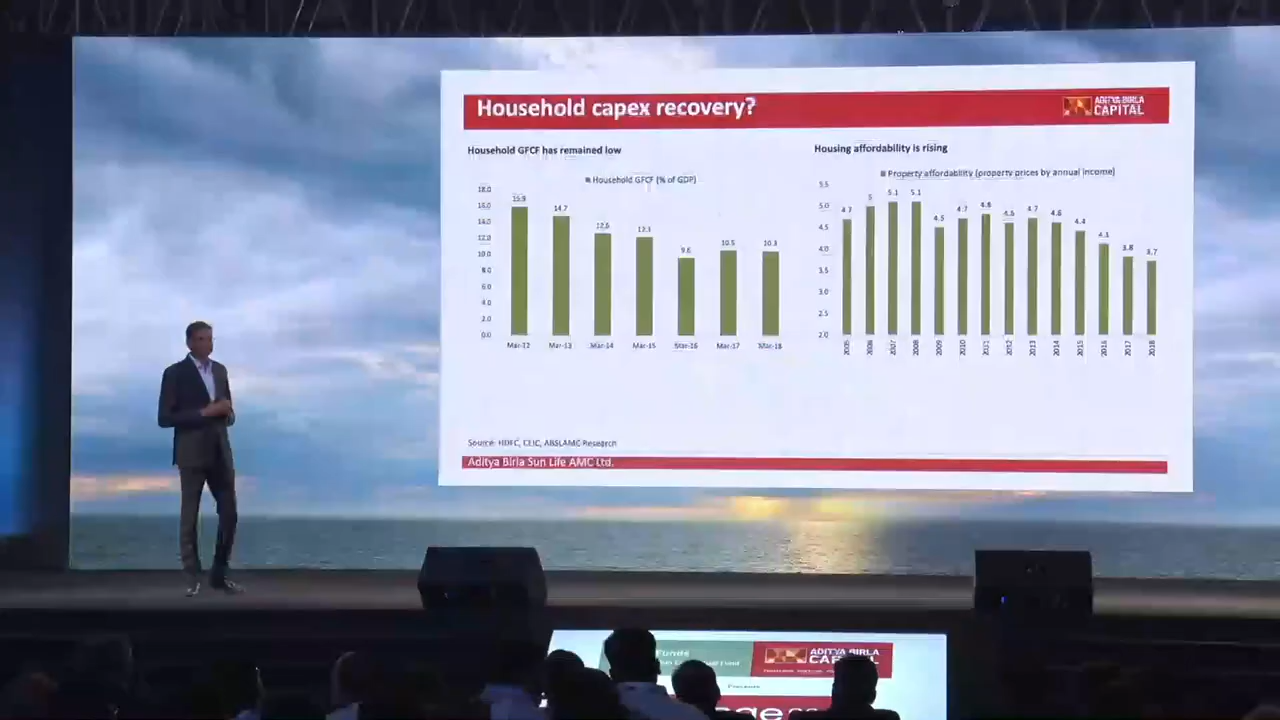 Household capex recovery?
ADITYA BIRLA
CAPITAL
Household GFCF has remained low
Household GFCF (% of GDP)
18.0
16.0
14.0
12.0
10.0
8.0
6.0
4.0
2.0
0.0
15.9
14.7
12.6
12.1
9.6
10.5
10.3
Mar-12 Mar-13 Mar-14 Mar-15 Mar-16 Mar-17 Mar-18
Housing affordability is rising
Property affordability (property prices by annual income)
5.5
5.0
4.5
4.0
3.5
3.0
2.5
2.0
4.7 5 5.1 5.1 4.5 4.7 4.8 4.6 4.7 4.6 4.4 4.1 3.8 3.7
2005 2006 2007 2008 2009 2010 2011 2012 2013 2014 2015 2016 2017 2018
Source: HDFC, CEIC, ABSLAMC Research
Aditya Birla Sun Life AMC Ltd.
Funds
ADITYA BIRLA
CAPITAL
Presents